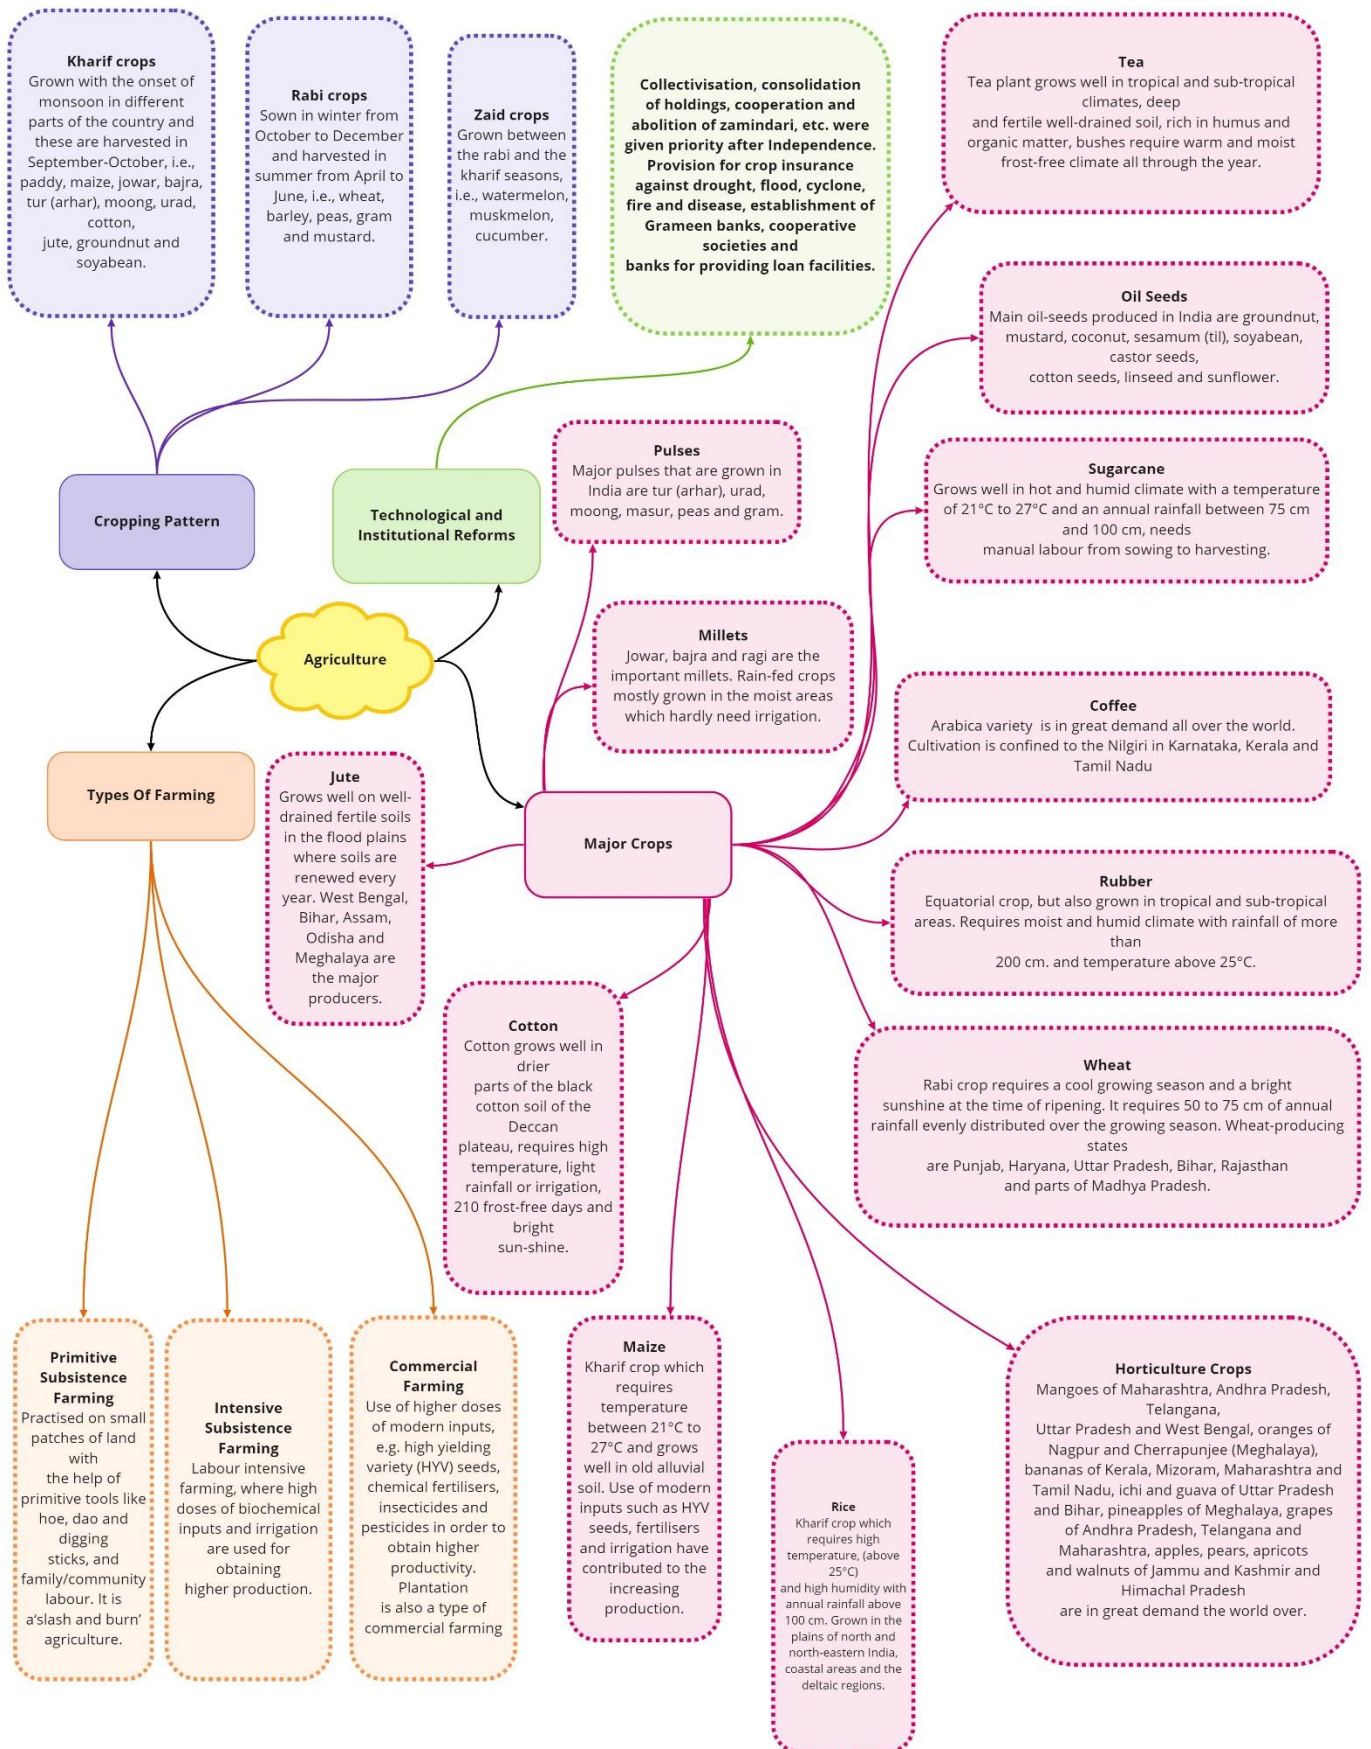 Kharif crops
Grown with the onset of
monsoon in different
parts of the country and
these are harvested in
September-October, i.e.,
paddy, maize, jowar, bajra,
tur (arhar), moong, urad,
cotton,
jute, groundnut and
soyabean.
Rabi crops
Sown in winter from
October to December
and harvested in
summer from April to
June, i.e., wheat,
barley, peas, gram
and mustard.
Zaid crops
Grown between
the rabi and the
kharif seasons,
i.e., watermelon,
muskmelon,
cucumber.
Collectivisation, consolidation
of holdings, cooperation and
abolition of zamindari, etc. were
given priority after Independence.
Provision for crop insurance
against drought, flood, cyclone,
fire and disease, establishment of
Grameen banks, cooperative
societies and
banks for providing loan facilities.
Tea
Tea plant grows well in tropical and sub-tropical
climates, deep
and fertile well-drained soil, rich in humus and
organic matter, bushes require warm and moist
frost-free climate all through the year.
Oil Seeds
Main oil-seeds produced in India are groundnut,
mustard, coconut, sesamum (til), soyabean,
castor seeds,
cotton seeds, linseed and sunflower.
Sugarcane
Grows well in hot and humid climate with a temperature
of 21°C to 27°C and an annual rainfall between 75 cm
and 100 cm, needs
manual labour from sowing to harvesting.
Pulses
Major pulses that are grown in
India are tur (arhar), urad,
moong, masur, peas and gram.
Cropping Pattern
Technological and
Institutional Reforms
Millets
Jowar, bajra and ragi are the
important millets. Rain-fed crops
mostly grown in the moist areas
which hardly need irrigation.
Agriculture
Coffee
Arabica variety  is in great demand all over the world.
Cultivation is confined to the Nilgiri in Karnataka, Kerala and
Tamil Nadu
Types Of Farming
Jute
Grows well on well-
drained fertile soils
in the flood plains
where soils are
renewed every
year. West Bengal,
Bihar, Assam,
Odisha and
Meghalaya are
the major
producers.
Major Crops
Rubber
Equatorial crop, but also grown in tropical and sub-tropical
areas. Requires moist and humid climate with rainfall of more
than
200 cm. and temperature above 25°C.
Cotton
Cotton grows well in
drier
parts of the black
cotton soil of the
Deccan
plateau, requires high
temperature, light
rainfall or irrigation,
210 frost-free days and
bright
sun-shine.
Wheat
Rabi crop requires a cool growing season and a bright
sunshine at the time of ripening. It requires 50 to 75 cm of annual
rainfall evenly distributed over the growing season. Wheat-producing
states
are Punjab, Haryana, Uttar Pradesh, Bihar, Rajasthan
and parts of Madhya Pradesh.
Primitive
Subsistence
Farming
Practised on small
patches of land
with
the help of
primitive tools like
hoe, dao and
digging
sticks, and
family/community
labour. It is
a‘slash and burn’
agriculture.
Intensive
Subsistence
Farming
Labour intensive
farming, where high
doses of biochemical
inputs and irrigation
are used for
obtaining
higher production.
Commercial
Farming
Use of higher doses
of modern inputs,
e.g. high yielding
variety (HYV) seeds,
chemical fertilisers,
insecticides and
pesticides in order to
obtain higher
productivity.
Plantation
is also a type of
commercial farming
Maize
Kharif crop which
requires
temperature
between 21°C to
27°C and grows
well in old alluvial
soil. Use of modern
inputs such as HYV
seeds, fertilisers
and irrigation have
contributed to the
increasing
production.
Rice
Kharif crop which
requires high
temperature, (above
25°C)
and high humidity with
annual rainfall above
100 cm. Grown in the
plains of north and
north-eastern India,
coastal areas and the
deltaic regions.
Horticulture Crops
Mangoes of Maharashtra, Andhra Pradesh,
Telangana,
Uttar Pradesh and West Bengal, oranges of
Nagpur and Cherrapunjee (Meghalaya),
bananas of Kerala, Mizoram, Maharashtra and
Tamil Nadu, ichi and guava of Uttar Pradesh
and Bihar, pineapples of Meghalaya, grapes
of Andhra Pradesh, Telangana and
Maharashtra, apples, pears, apricots
and walnuts of Jammu and Kashmir and
Himachal Pradesh
are in great demand the world over.